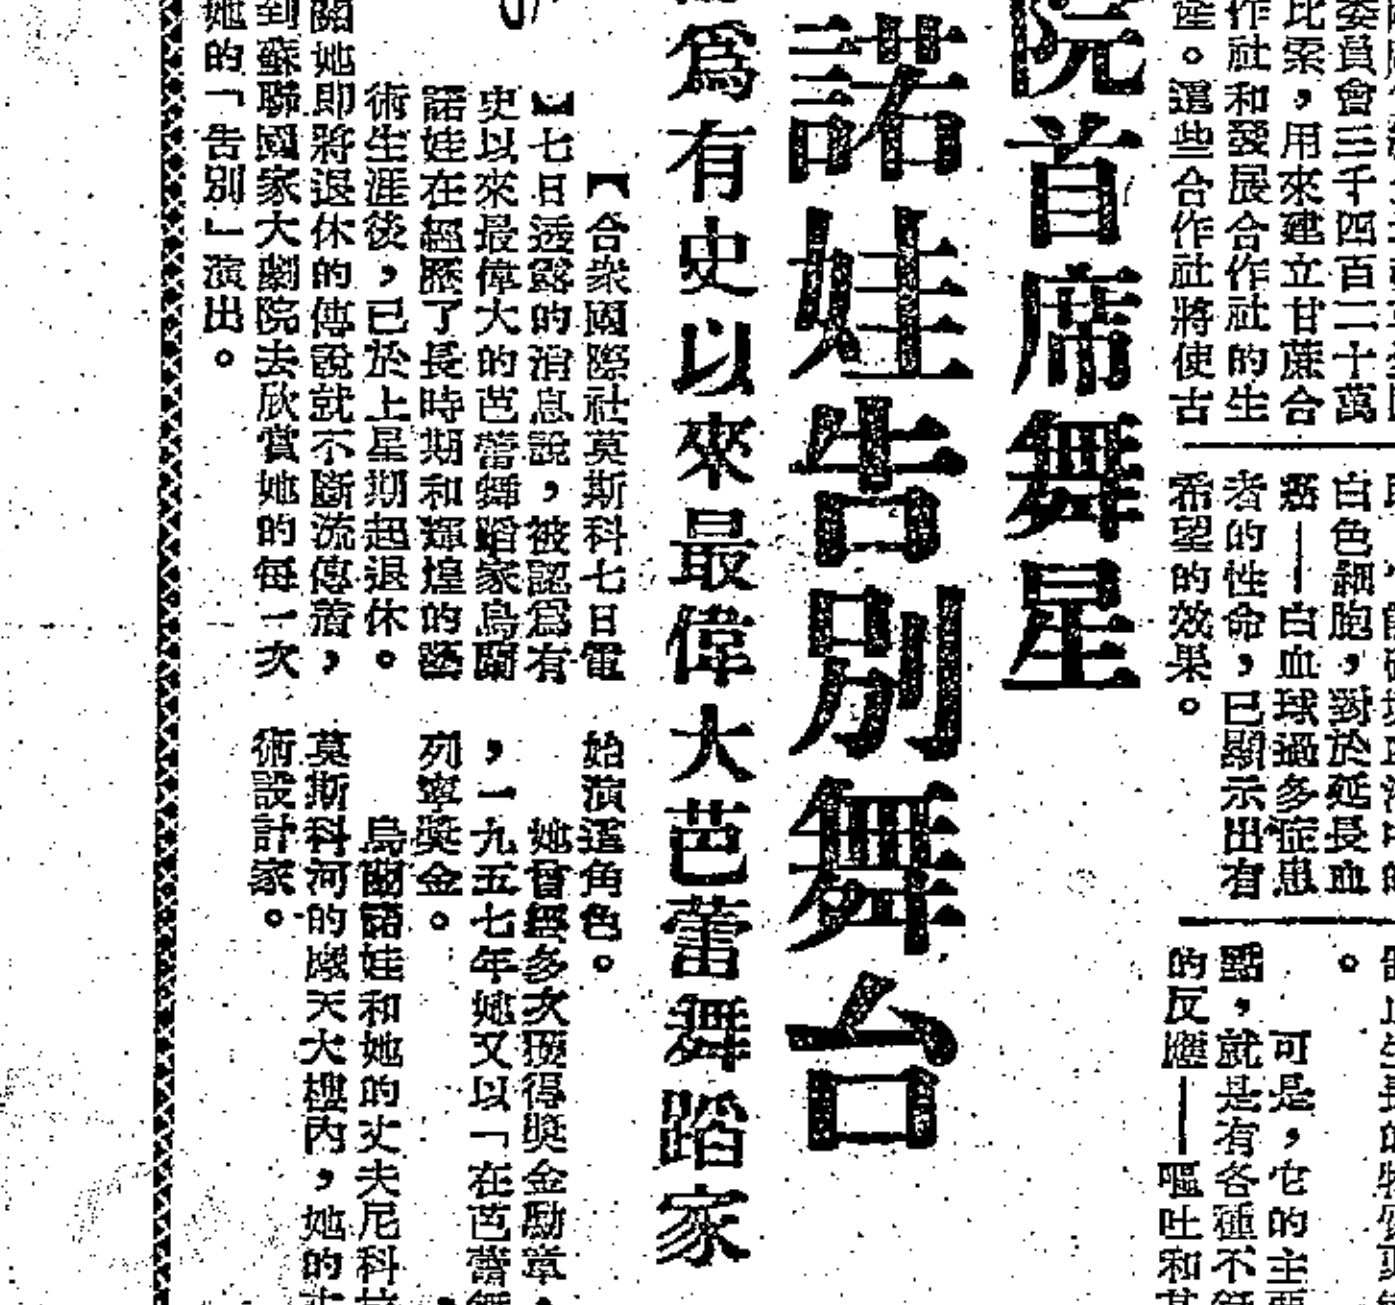 委員會三千四百二十萬
比索，用來建立甘蔗合
作社和發展合作社的生
產。這些合作社將使古
白色細胞，對於延長血
癌——白血球過多症患
者的性命，已顯示出有
希望的效果。
可是，它的主要
點，就是有各種不
的反應——嘔吐和其
院首席舞星
諾娃告別舞台
為有史以來最偉大芭蕾舞蹈家
【合衆國際社莫斯科七日電
】七日透露的消息說，被認爲有
史以來最偉大的芭蕾舞蹈家烏蘭
諾娃在經歷了長時期和輝煌的藝
術生涯後，已於上星期起退休。
關她即將退休的傳說就不斷流傳着，
到蘇聯國家大劇院去欣賞她的每一次
她的「告別」演出。
始演這角色。
她曾經多次獲得獎金勵章，
，一九五七年她又以「在芭蕾舞
列寧獎金。
烏蘭諾娃和她的丈夫尼科
莫斯科河的摩天大樓內，她的丈
術設計家。